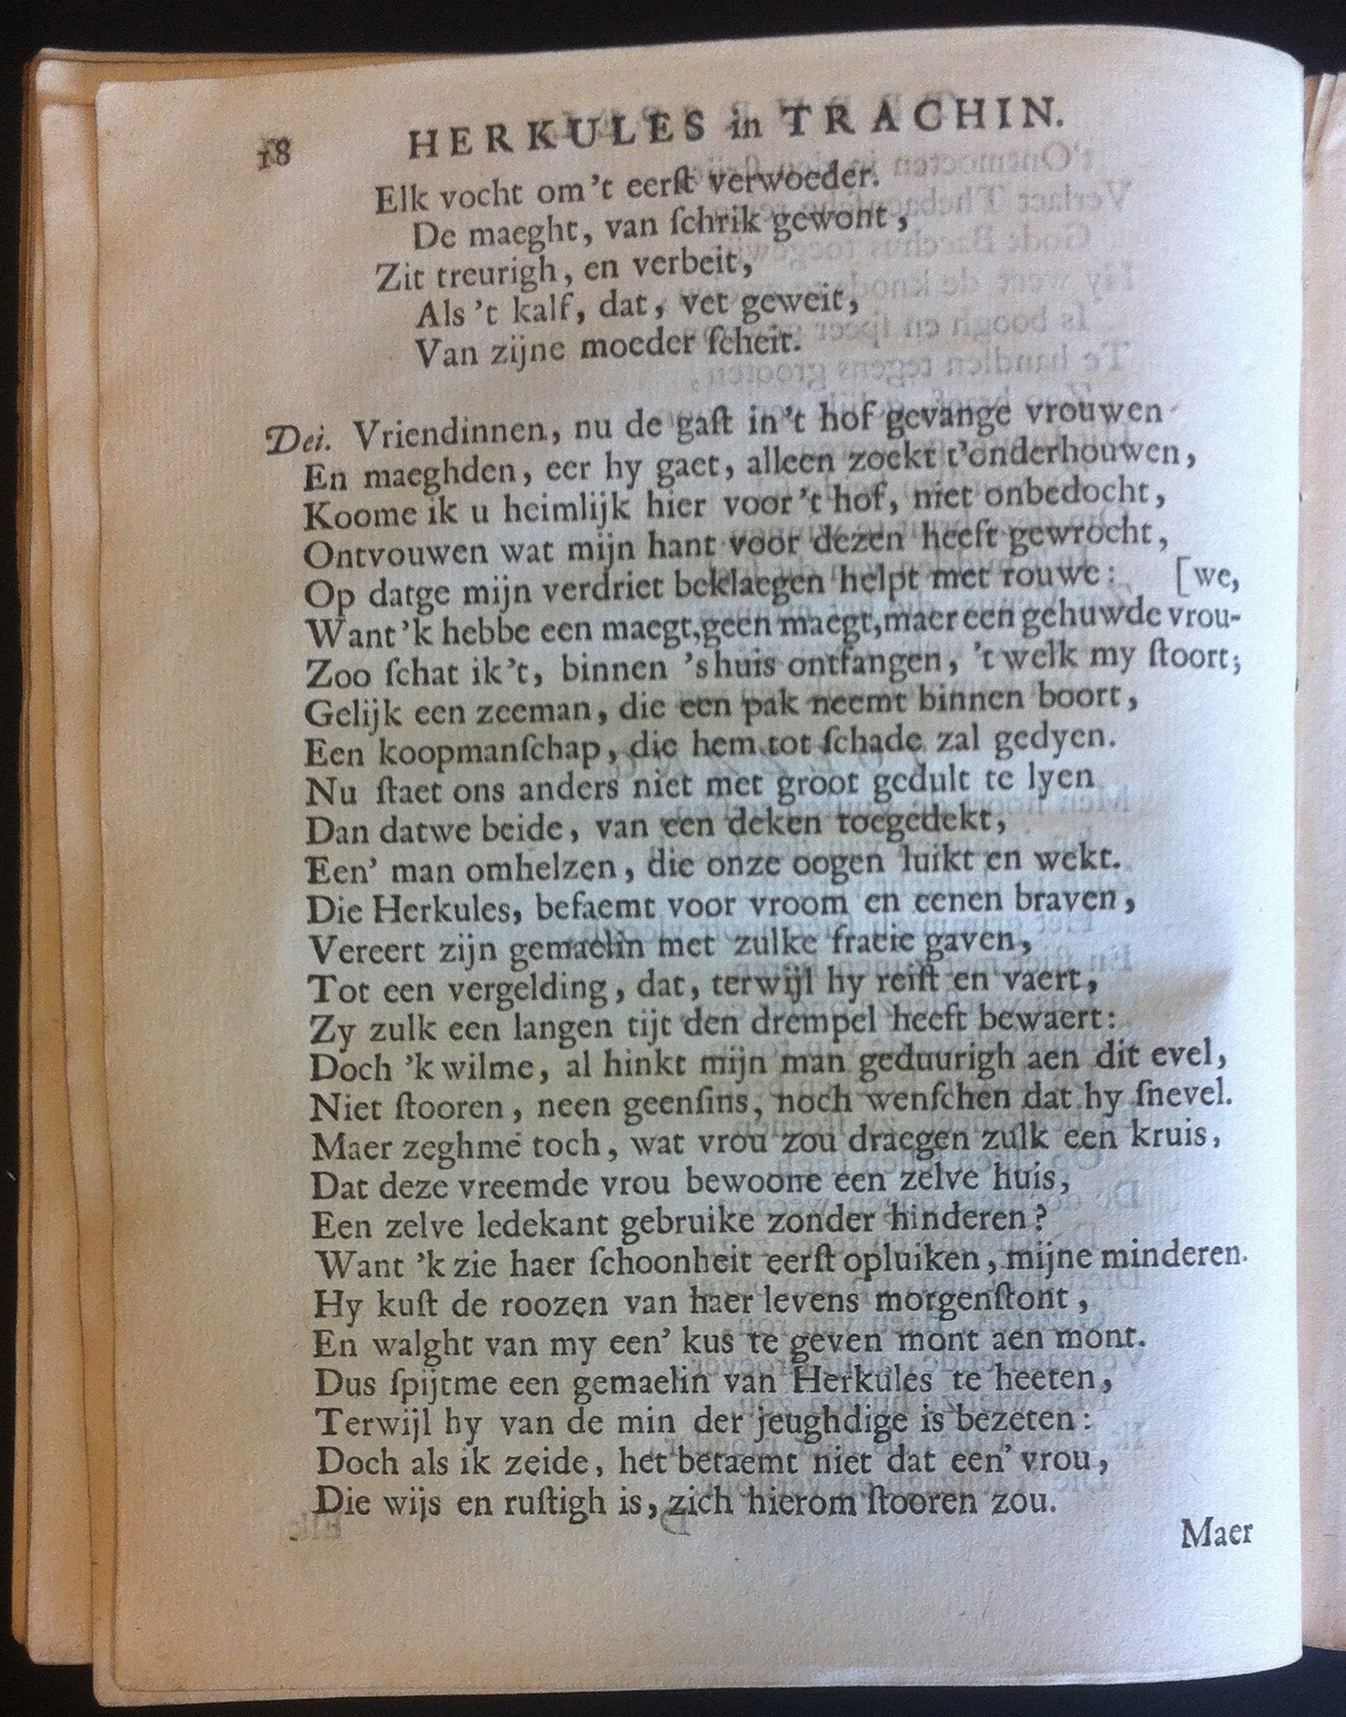 18 HERKULES in TRACHIN.
Elk vocht om 't eerſt verwoeder.
De maeght, van ſchrik gewont,
Zit treurigh, en verbeit,
Als 't kalf, dat, vet geweit,
Van zijne moeder ſcheit.
Dei. Vriendinnen, nu de gaſt in 't hof gevange vrouwen
En maeghden, eer hy gaet, alleen zoekt t'onderhouwen,
Koome ik u heimlijk hier voor 't hof, niet onbedocht,
Ontvouwen wat mijn hant voor dezen heeft gewrocht,
Op datge mijn verdriet beklaegen helpt met rouwe: [we,
Want 'k hebbe een maegt, geen maegt, maer een gehuwde vrou-
Zoo ſchat ik 't, binnen 's huis ontfangen, 't welk my ſtoort;
Gelijk een zeeman, die een pak neemt binnen boort,
Een koopmanſchap, die hem tot ſchade zal gedyen.
Nu ſtaet ons anders niet met groot gedult te lyen
Dan datwe beide, van een deken toegedekt,
Een' man omhelzen, die onze oogen luikt en wekt.
Die Herkules, befaemt voor vroom en eenen braven,
Vereert zijn gemaelin met zulke fraeie gaven,
Tot een vergelding, dat, terwijl hy reiſt en vaert,
Zy zulk een langen tijt den drempel heeft bewaert:
Doch 'k wilme, al hinkt mijn man geduurigh aen dit evel,
Niet ſtooren, neen geenſins, noch wenſchen dat hy ſnevel.
Maer zeghme toch, wat vrou zou draegen zulk een kruis,
Dat deze vreemde vrou bewoone een zelve huis,
Een zelve ledekant gebruike zonder hinderen?
Want 'k zie haer ſchoonheit eerſt opluiken, mijne minderen.
Hy kuſt de roozen van haer levens morgenſtont,
En walght van my een' kus te geven mont aen mont.
Dus ſpijtme een gemaelin van Herkules te heeten,
Terwijl hy van de min der jeughdige is bezeten:
Doch als ik zeide, het betaemt niet dat een' vrou,
Die wijs en ruſtigh is, zich hierom ſtooren zou.
Maer